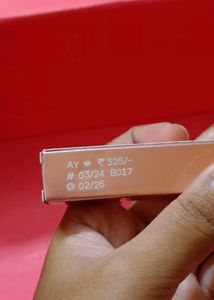 AY ✱ ₹525/-
# 03/24 B017
@ 02/26